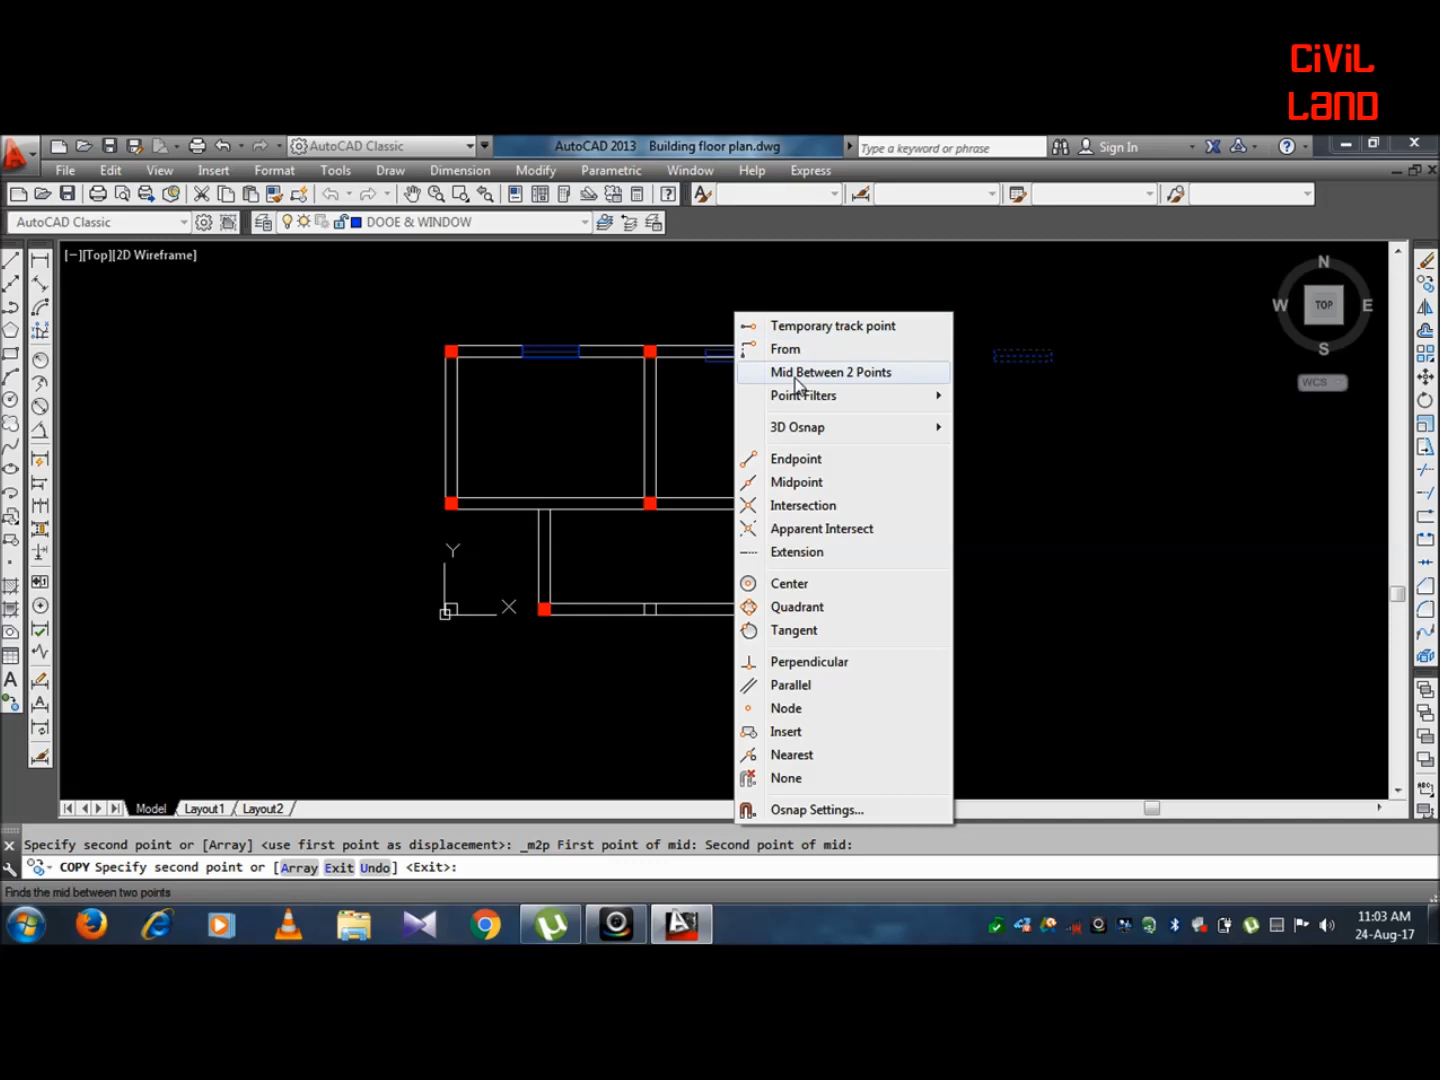 CiViL
LanD
AutoCAD Classic
AutoCAD 2013 Building floor plan.dwg
Type a keyword or phrase
Sign In
File Edit View Insert Format Tools Draw Dimension Modify Parametric Window Help Express
AutoCAD Classic
DOOE & WINDOW
[−][Top][2D Wireframe]
N
W TOP E
S
WCS
Temporary track point
From
Mid Between 2 Points
Point Filters
3D Osnap
Endpoint
Midpoint
Intersection
Apparent Intersect
Extension
Center
Quadrant
Tangent
Perpendicular
Parallel
Node
Insert
Nearest
None
Osnap Settings...
Y
X
Model Layout1 Layout2
Specify second point or [Array] <use first point as displacement>: _m2p First point of mid: Second point of mid:
COPY Specify second point or [Array Exit Undo] <Exit>:
Finds the mid between two points
11:03 AM
24-Aug-17